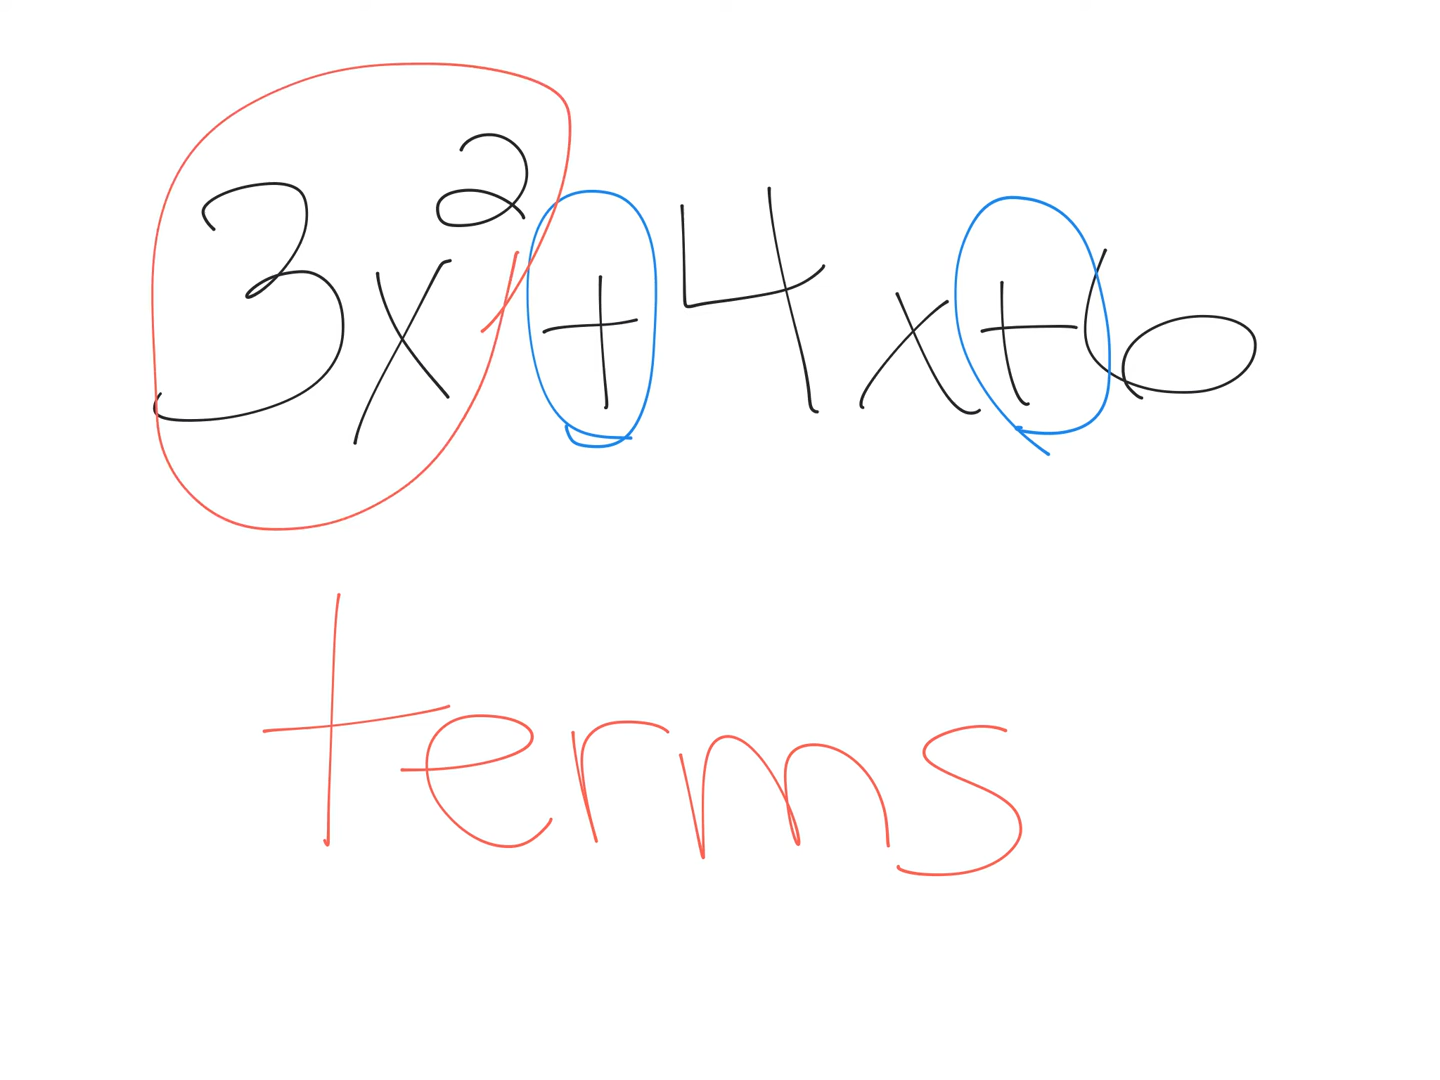 3x² + 4x + 6
terms